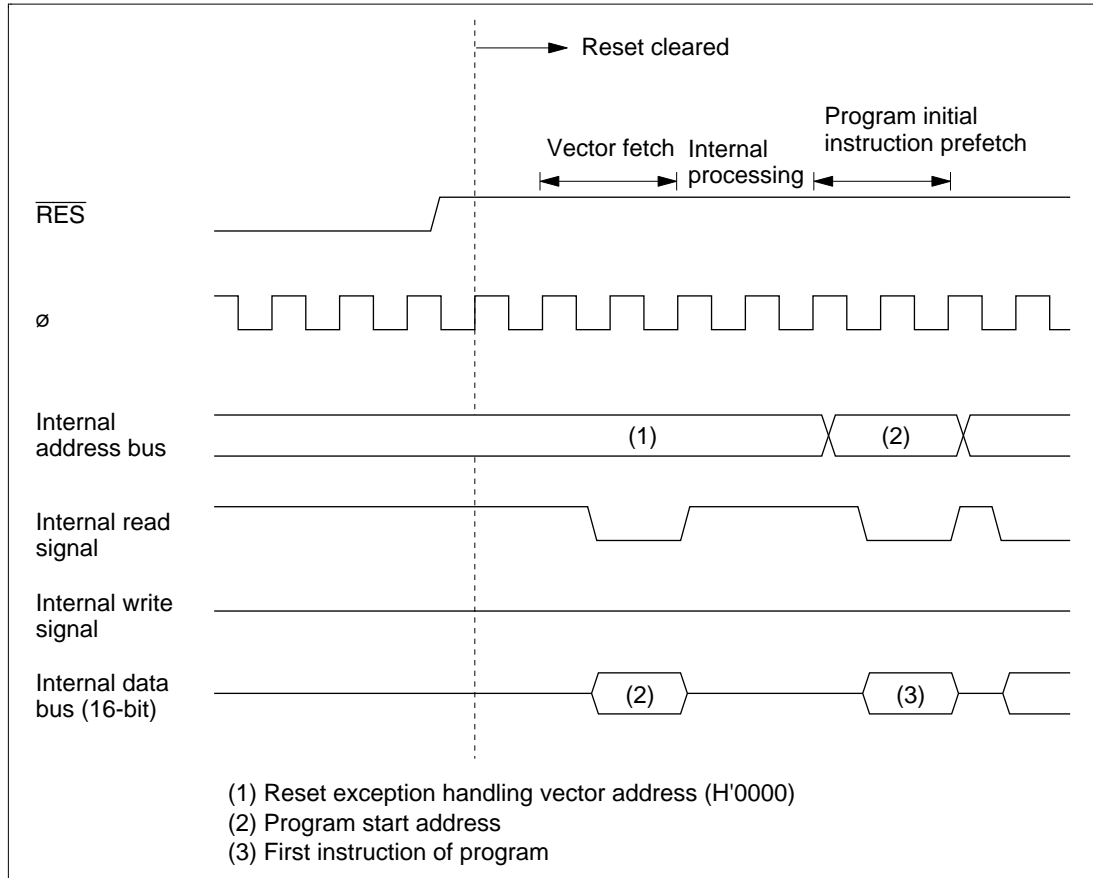 Reset cleared
Program initial
instruction prefetch
Vector fetch
Internal
processing
RES
ø
Internal
address bus
(1)
(2)
Internal read
signal
Internal write
signal
Internal data
bus (16-bit)
(2)
(3)
(1) Reset exception handling vector address (H'0000)
(2) Program start address
(3) First instruction of program